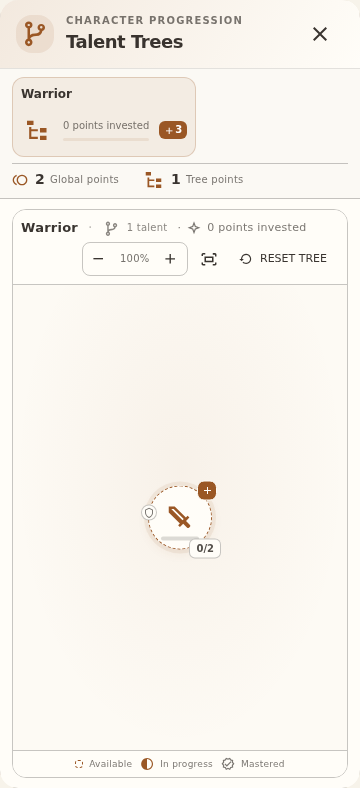 CHARACTER PROGRESSION
Talent Trees
Warrior
0 points invested
+ 3
2 Global points
1 Tree points
Warrior · 1 talent · 0 points invested
− 100% +
RESET TREE
+
0/2
Available
In progress
Mastered